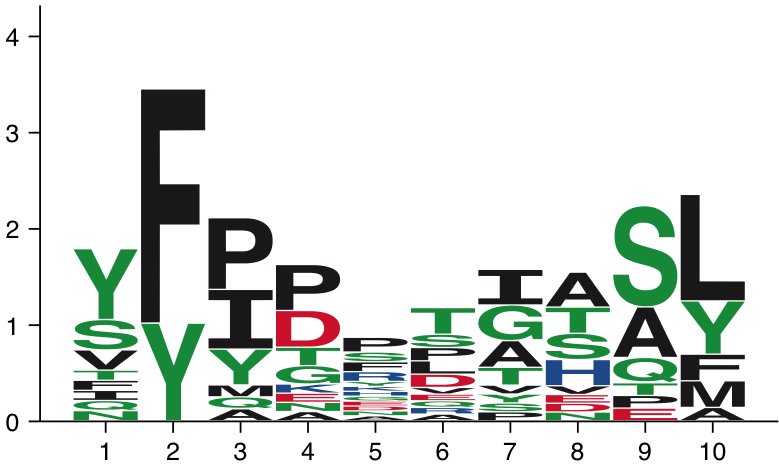 4
3
2
1
0
Y S V T F I Q N
F Y
P I Y M Q A
P D T G K E N A
P S F R
T S P L D V
I G A T V Y S P
A T S H V E D N
S A Q T P E
L Y F M A
1 2 3 4 5 6 7 8 9 10